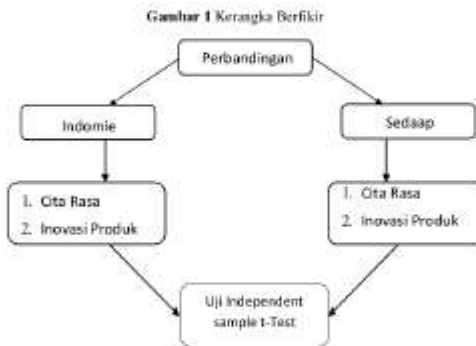 Gambar 1 Kerangka Berfikir
Perbandingan
Indomie
Sedaap
1. Cita Rasa
2. Inovasi Produk
1. Cita Rasa
2. Inovasi Produk
Uji Independent
sample t-Test